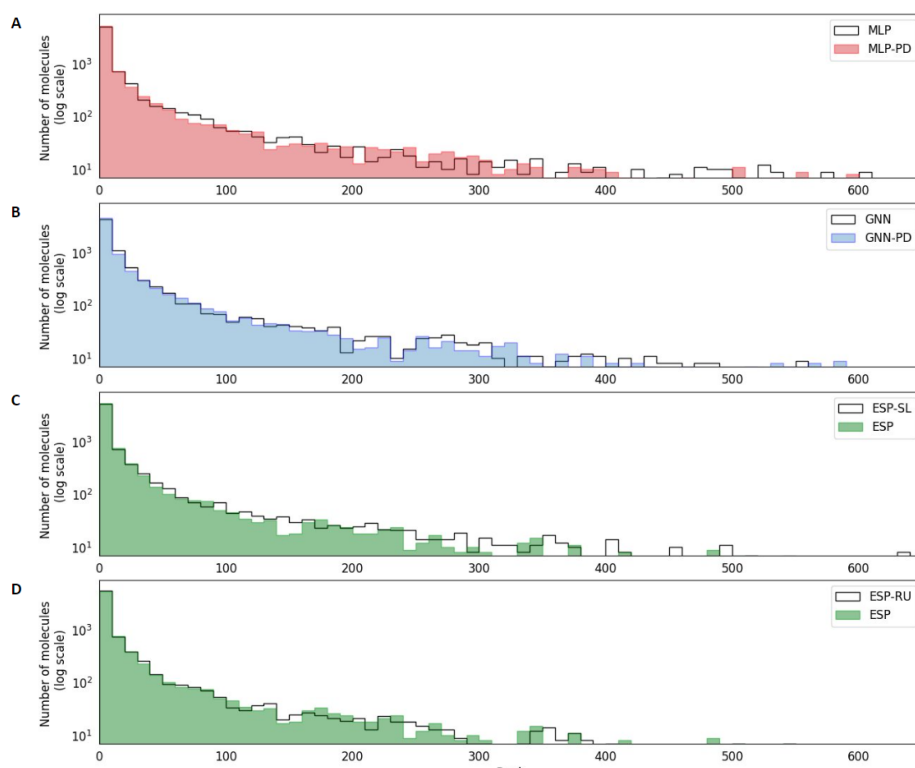 A
Number of molecules
(log scale)
10³
10²
10¹
MLP
MLP-PD
0 100 200 300 400 500 600
B
Number of molecules
(log scale)
10³
10²
10¹
GNN
GNN-PD
0 100 200 300 400 500 600
C
Number of molecules
(log scale)
10³
10²
10¹
ESP-SL
ESP
0 100 200 300 400 500 600
D
Number of molecules
(log scale)
10³
10²
10¹
ESP-RU
ESP
0 100 200 300 400 500 600